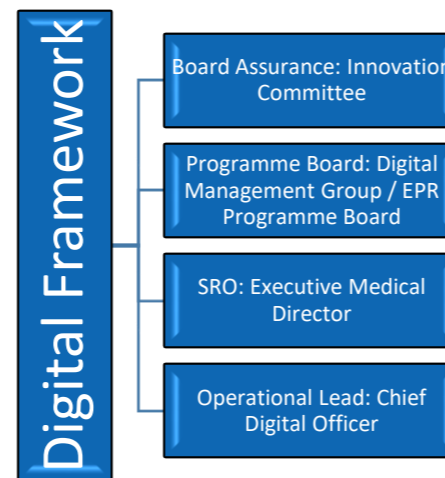 Digital Framework
Board Assurance: Innovation
Committee
Programme Board: Digital
Management Group / EPR
Programme Board
SRO: Executive Medical
Director
Operational Lead: Chief
Digital Officer